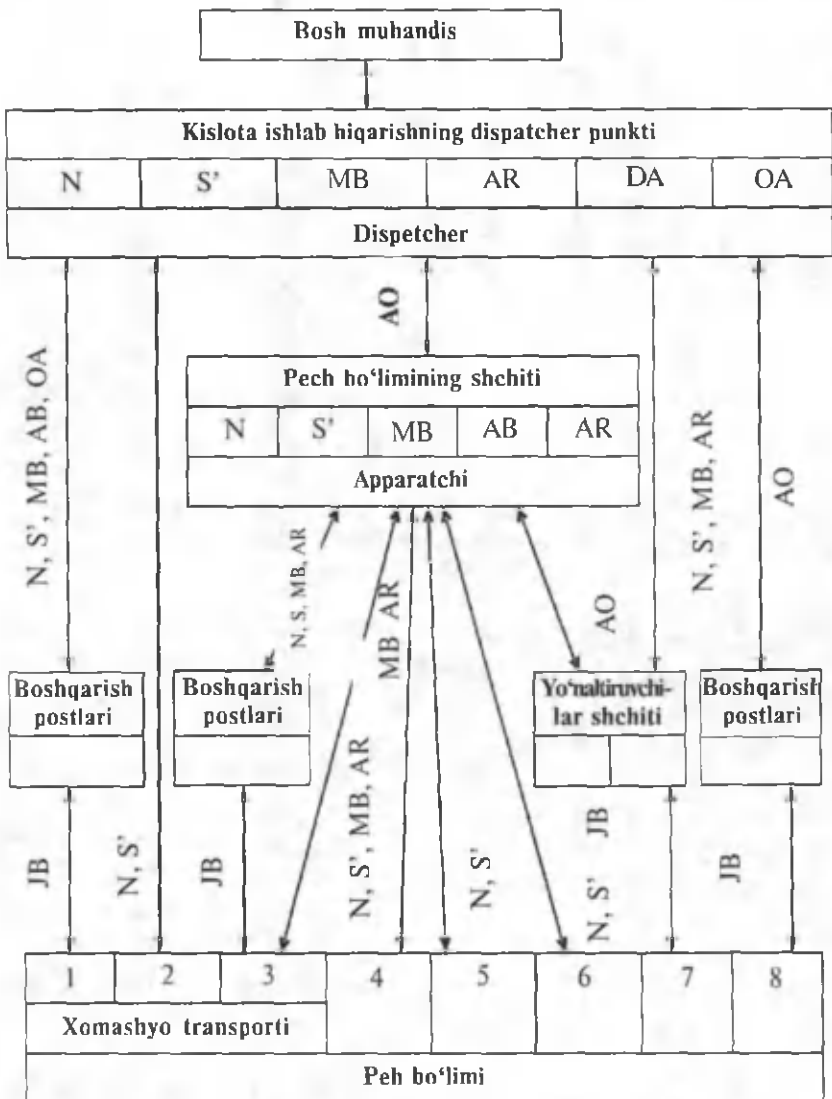 Bosh muhandis
Kislota ishlab hiqarishning dispatcher punkti
N S’ MB AR DA OA
Dispetcher
AO
N, S’, MB, AB, OA
Pech bo‘limining shchiti
N S’ MB AB AR
Apparatchi
N, S’, MB, AR
AO
N, S, MB, AR
MB AR
AO
Boshqarish
postlari
Boshqarish
postlari
Yo‘naltiruvchi-
lar shchiti
Boshqarish
postlari
JB
N, S’
JB
N, S’, MB, AR
N, S’
N, S’ JB
JB
1 2 3 4 5 6 7 8
Xomashyo transporti
Peh bo‘limi